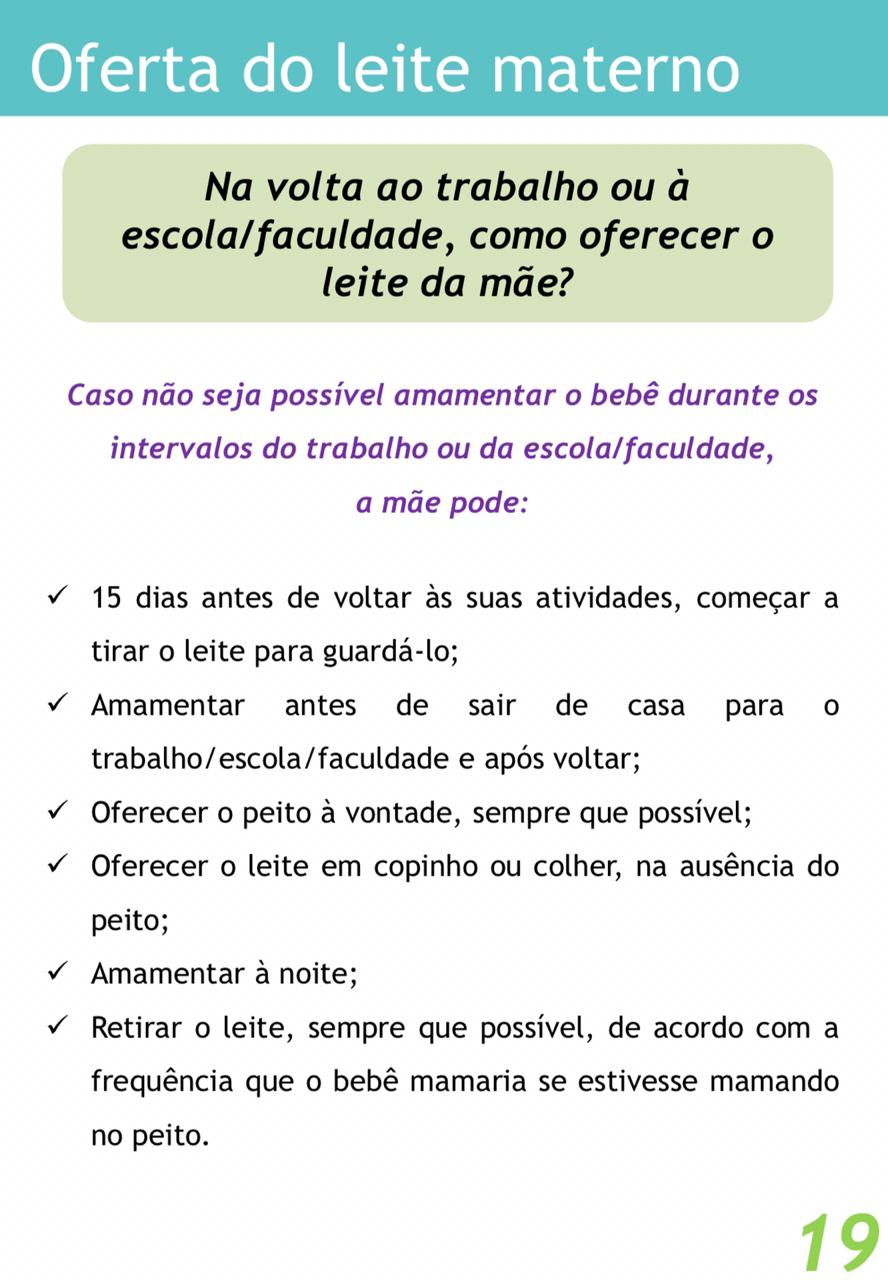 Oferta do leite materno
Na volta ao trabalho ou à
escola/faculdade, como oferecer o
leite da mãe?
Caso não seja possível amamentar o bebê durante os
intervalos do trabalho ou da escola/faculdade,
a mãe pode:
✓ 15 dias antes de voltar às suas atividades, começar a
tirar o leite para guardá-lo;
✓ Amamentar antes de sair de casa para o
trabalho/escola/faculdade e após voltar;
✓ Oferecer o peito à vontade, sempre que possível;
✓ Oferecer o leite em copinho ou colher, na ausência do
peito;
✓ Amamentar à noite;
✓ Retirar o leite, sempre que possível, de acordo com a
frequência que o bebê mamaria se estivesse mamando
no peito.
19